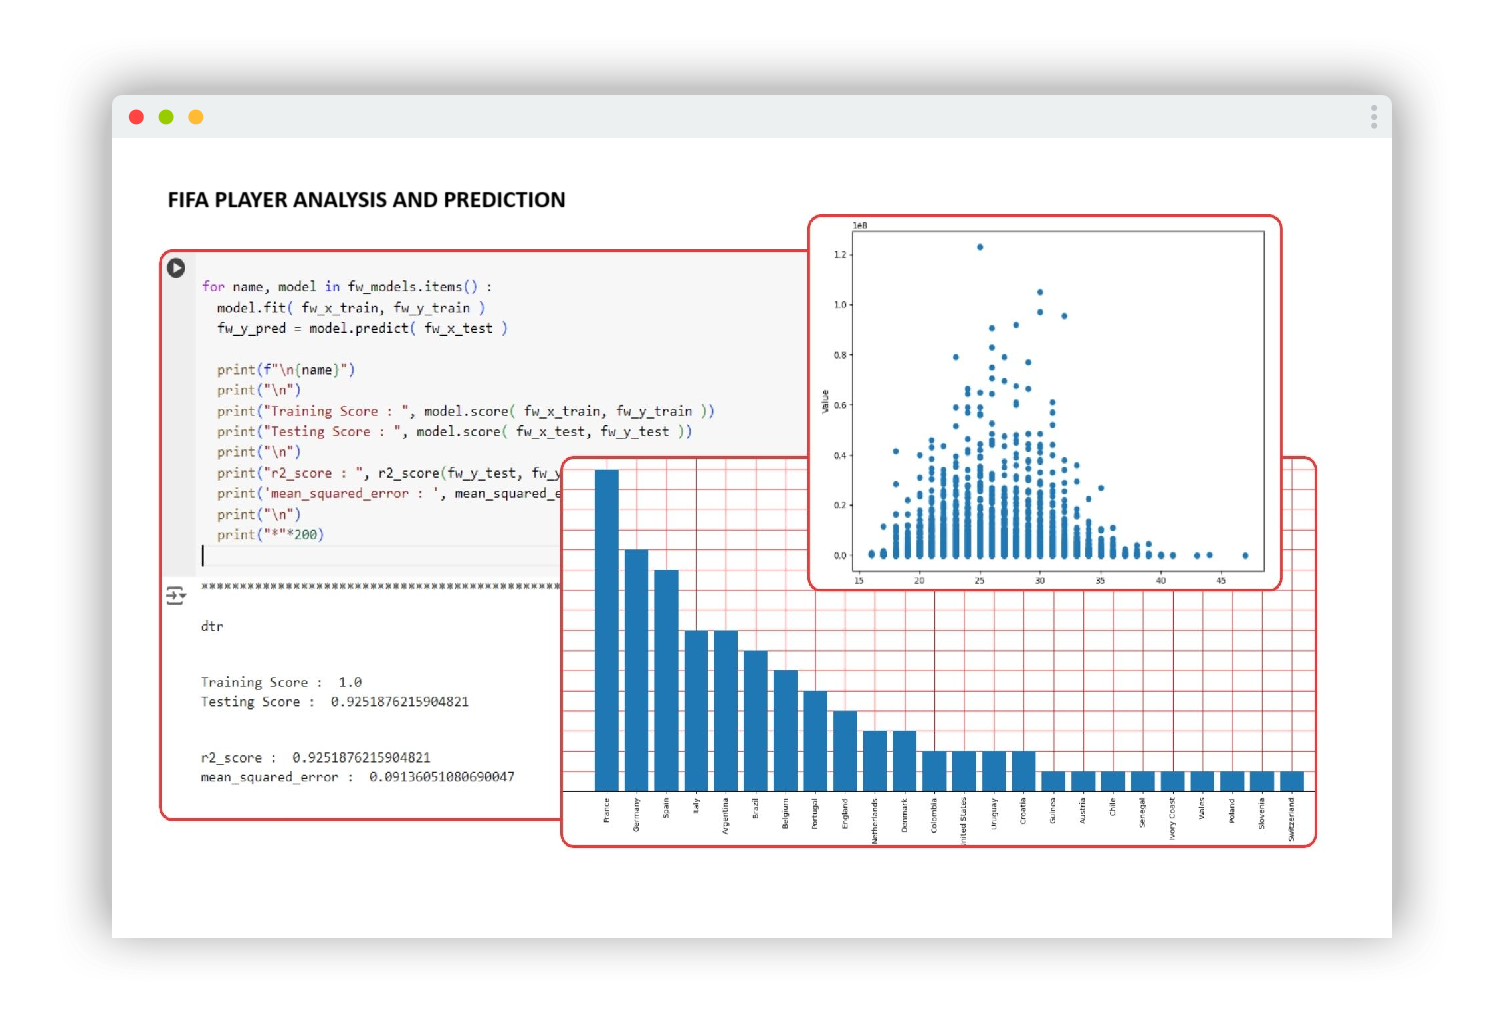 FIFA PLAYER ANALYSIS AND PREDICTION
for name, model in fw_models.items() :
model.fit( fw_x_train, fw_y_train )
fw_y_pred = model.predict( fw_x_test )
print(f"\n{name}")
print("\n")
print("Training Score : ", model.score( fw_x_train, fw_y_train ))
print("Testing Score : ", model.score( fw_x_test, fw_y_test ))
print("\n")
print("r2_score : ", r2_score(fw_y_test, fw_y
print('mean_squared_error : ', mean_squared_e
print("\n")
print("*"*200)
***********************************************
dtr
Training Score :  1.0
Testing Score :  0.9251876215904821
r2_score :  0.9251876215904821
mean_squared_error :  0.09136051080690047
1e8
1.2
1.0
0.8
0.6
0.4
0.2
0.0
Value
15 20 25 30 35 40 45
France
Germany
Spain
Italy
Argentina
Brazil
Belgium
Portugal
England
Netherlands
Denmark
Colombia
United States
Uruguay
Croatia
Guinea
Austria
Chile
Senegal
Ivory Coast
Wales
Poland
Slovenia
Switzerland